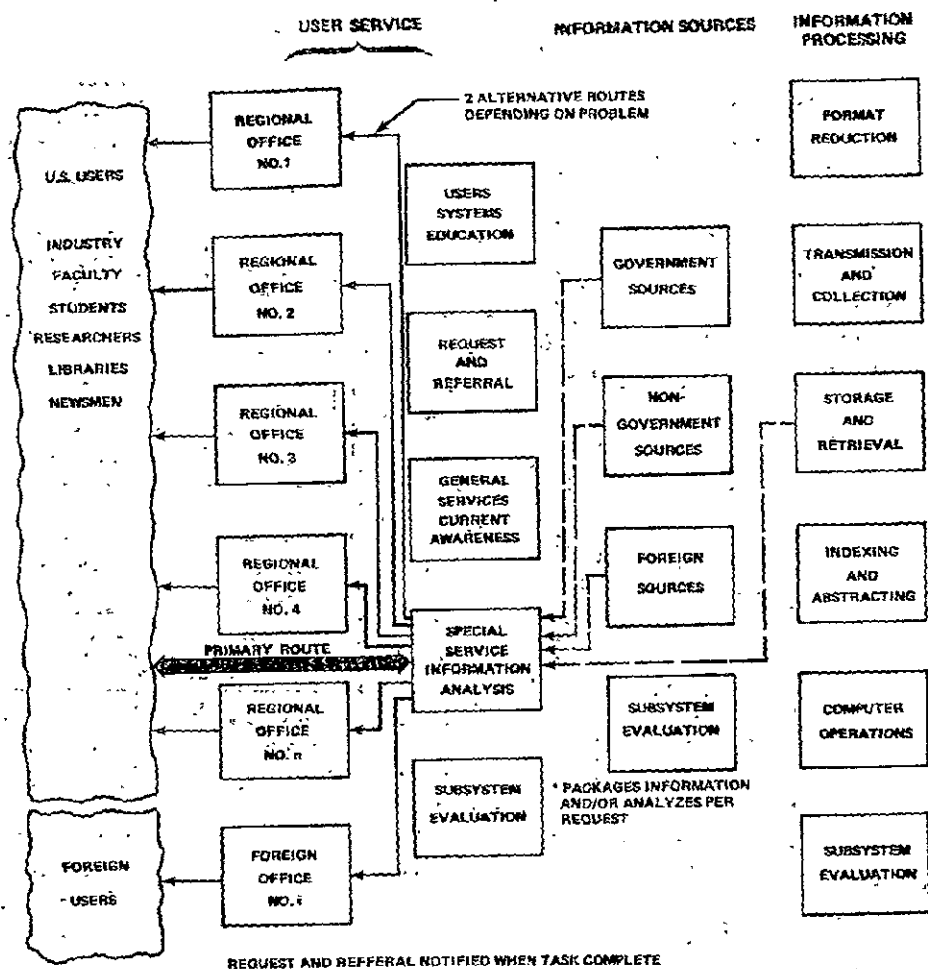 USER SERVICE
INFORMATION SOURCES
INFORMATION
PROCESSING
2 ALTERNATIVE ROUTES
DEPENDING ON PROBLEM
U.S. USERS
INDUSTRY
FACULTY
STUDENTS
RESEARCHERS
LIBRARIES
NEWSMEN
FOREIGN
USERS
REGIONAL
OFFICE
NO. 1
REGIONAL
OFFICE
NO. 2
REGIONAL
OFFICE
NO. 3
REGIONAL
OFFICE
NO. 4
PRIMARY ROUTE
REGIONAL
OFFICE
NO. n
FOREIGN
OFFICE
NO. i
USERS
SYSTEMS
EDUCATION
REQUEST
AND
REFERRAL
GENERAL
SERVICES
CURRENT
AWARENESS
SPECIAL
SERVICE
INFORMATION
ANALYSIS
SUBSYSTEM
EVALUATION
GOVERNMENT
SOURCES
NON-
GOVERNMENT
SOURCES
FOREIGN
SOURCES
SUBSYSTEM
EVALUATION
* PACKAGES INFORMATION
AND/OR ANALYZES PER
REQUEST
FORMAT
REDUCTION
TRANSMISSION
AND
COLLECTION
STORAGE
AND
RETRIEVAL
INDEXING
AND
ABSTRACTING
COMPUTER
OPERATIONS
SUBSYSTEM
EVALUATION
REQUEST AND REFFERAL NOTIFIED WHEN TASK COMPLETE